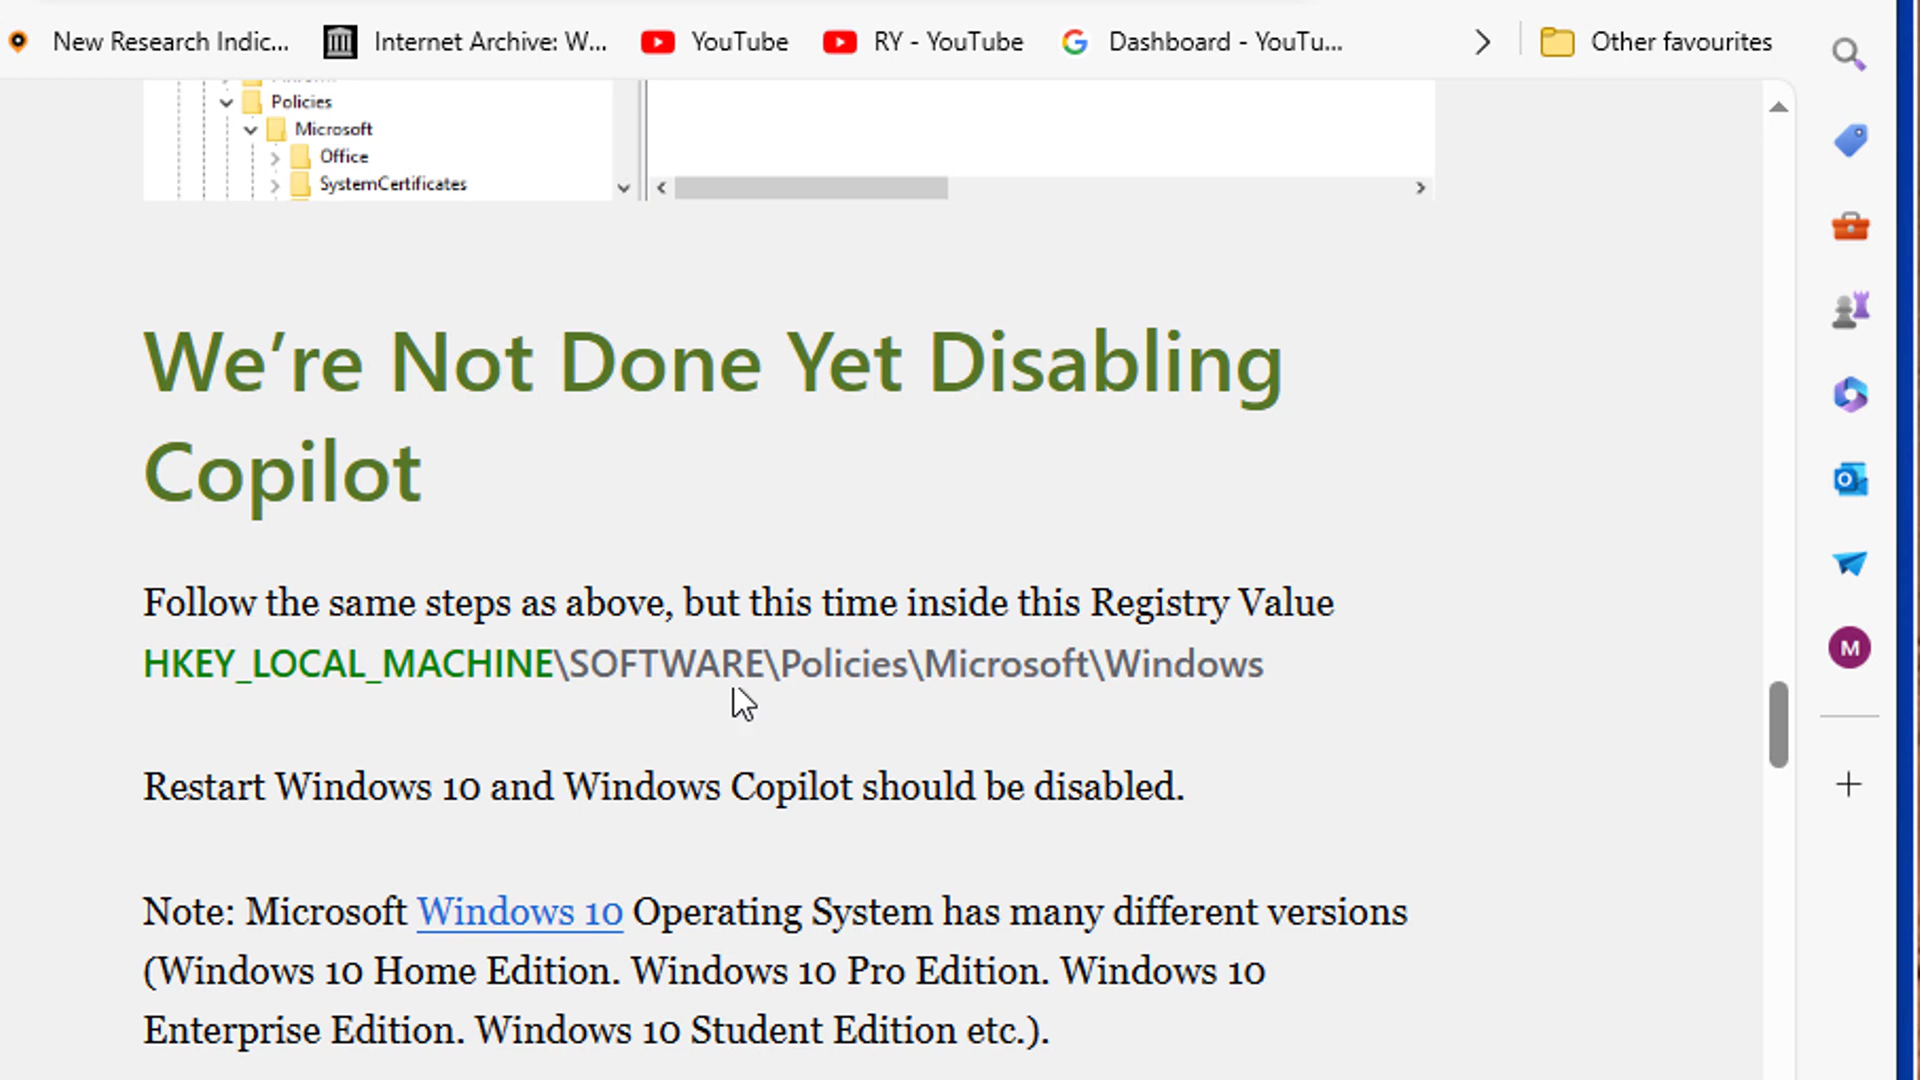 New Research Indic... Internet Archive: W... YouTube RY - YouTube Dashboard - YouTu... Other favourites
Policies
Microsoft
Office
SystemCertificates
We’re Not Done Yet Disabling
Copilot
Follow the same steps as above, but this time inside this Registry Value
HKEY_LOCAL_MACHINE\SOFTWARE\Policies\Microsoft\Windows
M
Restart Windows 10 and Windows Copilot should be disabled.
Note: Microsoft Windows 10 Operating System has many different versions
(Windows 10 Home Edition. Windows 10 Pro Edition. Windows 10
Enterprise Edition. Windows 10 Student Edition etc.).